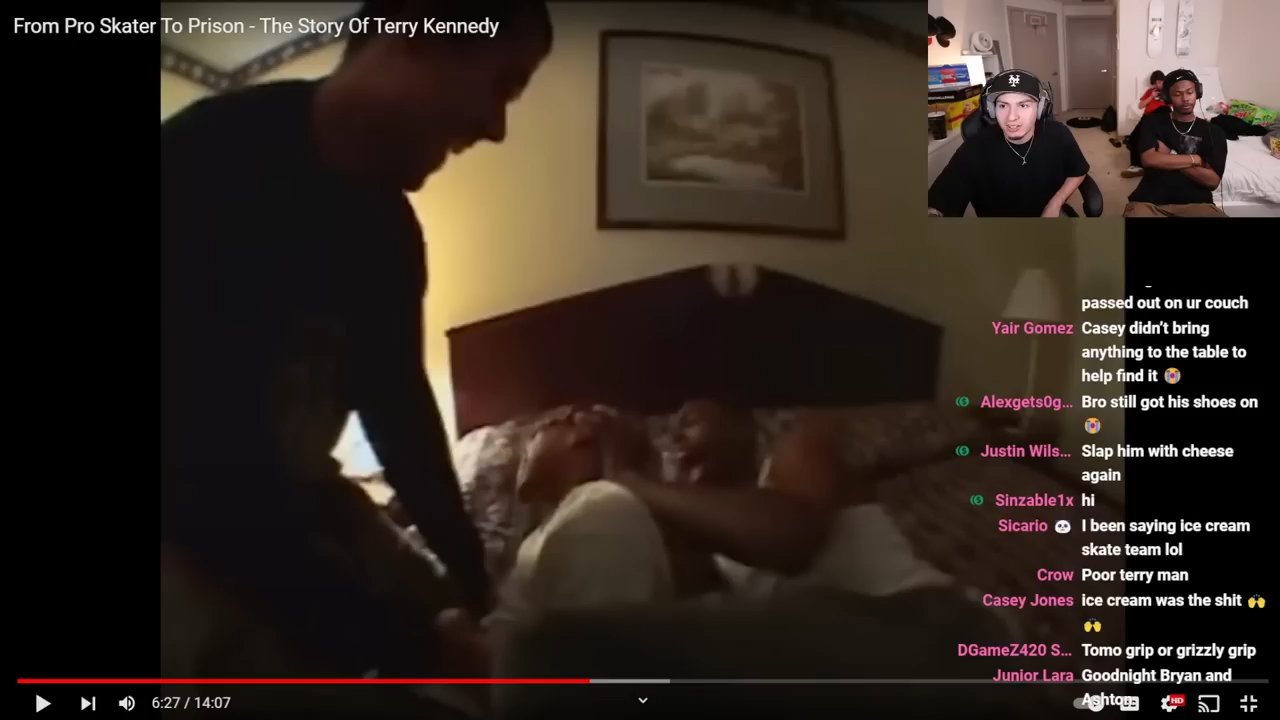 From Pro Skater To Prison - The Story Of Terry Kennedy
NY
passed out on ur couch
Yair Gomez Casey didn’t bring
anything to the table to
help find it 😭
Alexgets0g… Bro still got his shoes on
😭
Justin Wils… Slap him with cheese
again
Sinzable1x hi
Sicario 🐼 I been saying ice cream
skate team lol
Crow Poor terry man
Casey Jones ice cream was the shit 🙌
🙌
DGameZ420 S… Tomo grip or grizzly grip
Junior Lara Goodnight Bryan and
Ashton
6:27 / 14:07
HD